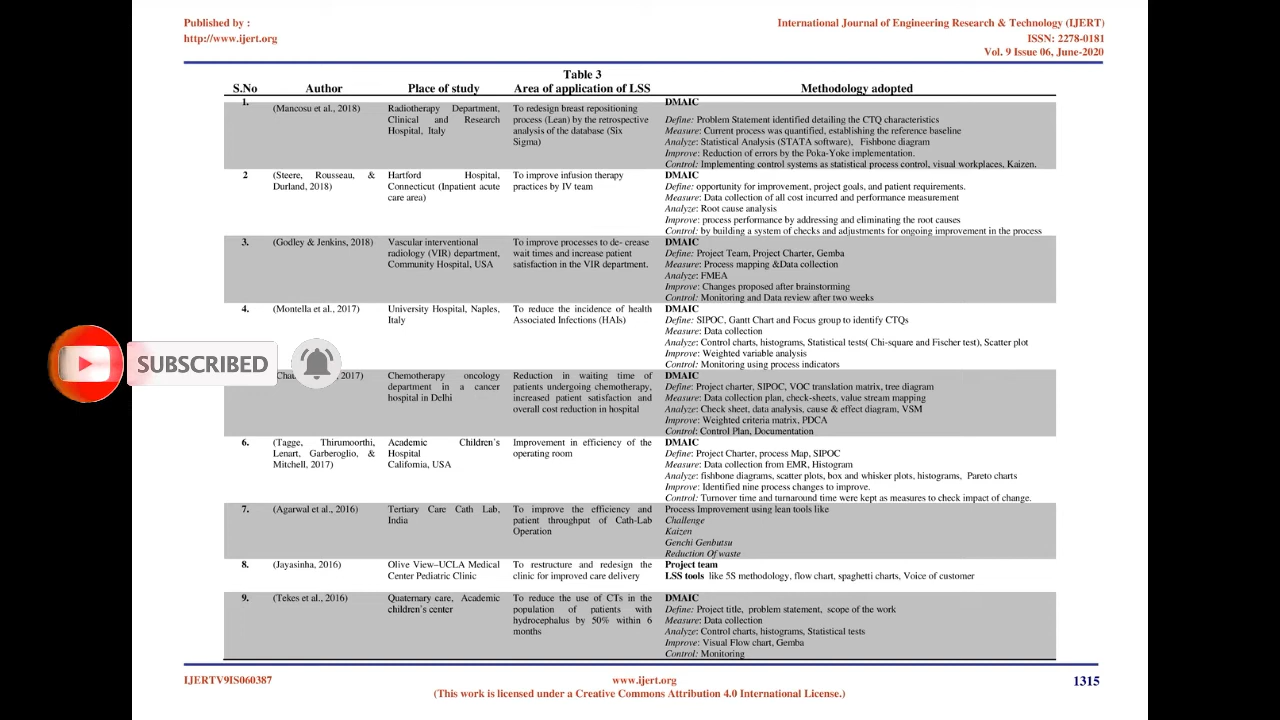 Published by :
http://www.ijert.org
International Journal of Engineering Research & Technology (IJERT)
ISSN: 2278-0181
Vol. 9 Issue 06, June-2020
Table 3
S.No Author Place of study Area of application of LSS Methodology adopted
1.
(Mancosu et al., 2018)
Radiotherapy Department,
Clinical and Research
Hospital, Italy
To redesign breast repositioning
process (Lean) by the retrospective
analysis of the database (Six
Sigma)
DMAIC
Define: Problem Statement identified detailing the CTQ characteristics
Measure: Current process was quantified, establishing the reference baseline
Analyze: Statistical Analysis (STATA software), Fishbone diagram
Improve: Reduction of errors by the Poka-Yoke implementation.
Control: Implementing control systems as statistical process control, visual workplaces, Kaizen.
2
(Steere, Rousseau, &
Durland, 2018)
Hartford Hospital,
Connecticut (Inpatient acute
care area)
To improve infusion therapy
practices by IV team
DMAIC
Define: opportunity for improvement, project goals, and patient requirements.
Measure: Data collection of all cost incurred and performance measurement
Analyze: Root cause analysis
Improve: process performance by addressing and eliminating the root causes
Control: by building a system of checks and adjustments for ongoing improvement in the process
3.
(Godley & Jenkins, 2018)
Vascular interventional
radiology (VIR) department,
Community Hospital, USA
To improve processes to de- crease
wait times and increase patient
satisfaction in the VIR department.
DMAIC
Define: Project Team, Project Charter, Gemba
Measure: Process mapping &Data collection
Analyze: FMEA
Improve: Changes proposed after brainstorming
Control: Monitoring and Data review after two weeks
4.
(Montella et al., 2017)
University Hospital, Naples,
Italy
To reduce the incidence of health
Associated Infections (HAIs)
DMAIC
Define: SIPOC, Gantt Chart and Focus group to identify CTQs
Measure: Data collection
Analyze: Control charts, histograms, Statistical tests( Chi-square and Fischer test), Scatter plot
Improve: Weighted variable analysis
Control: Monitoring using process indicators
SUBSCRIBED
2017)
Chemotherapy oncology
department in a cancer
hospital in Delhi
Reduction in waiting time of
patients undergoing chemotherapy,
increased patient satisfaction and
overall cost reduction in hospital
DMAIC
Define: Project charter, SIPOC, VOC translation matrix, tree diagram
Measure: Data collection plan, check-sheets, value stream mapping
Analyze: Check sheet, data analysis, cause & effect diagram, VSM
Improve: Weighted criteria matrix, PDCA
Control: Control Plan, Documentation
6.
(Tagge, Thirumoorthi,
Lenart, Garberoglio, &
Mitchell, 2017)
Academic Children's
Hospital
California, USA
Improvement in efficiency of the
operating room
DMAIC
Define: Project Charter, process Map, SIPOC
Measure: Data collection from EMR, Histogram
Analyze: fishbone diagrams, scatter plots, box and whisker plots, histograms, Pareto charts
Improve: Identified nine process changes to improve.
Control: Turnover time and turnaround time were kept as measures to check impact of change.
7.
(Agarwal et al., 2016)
Tertiary Care Cath Lab,
India
To improve the efficiency and
patient throughput of Cath-Lab
Operation
Process Improvement using lean tools like
Challenge
Kaizen
Genchi Genbutsu
Reduction Of waste
8.
(Jayasinha, 2016)
Olive View–UCLA Medical
Center Pediatric Clinic
To restructure and redesign the
clinic for improved care delivery
Project team
LSS tools like 5S methodology, flow chart, spaghetti charts, Voice of customer
9.
(Tekes et al., 2016)
Quaternary care, Academic
children's center
To reduce the use of CTs in the
population of patients with
hydrocephalus by 50% within 6
months
DMAIC
Define: Project title, problem statement, scope of the work
Measure: Data collection
Analyze: Control charts, histograms, Statistical tests
Improve: Visual Flow chart, Gemba
Control: Monitoring
IJERTV9IS060387
www.ijert.org
(This work is licensed under a Creative Commons Attribution 4.0 International License.)
1315